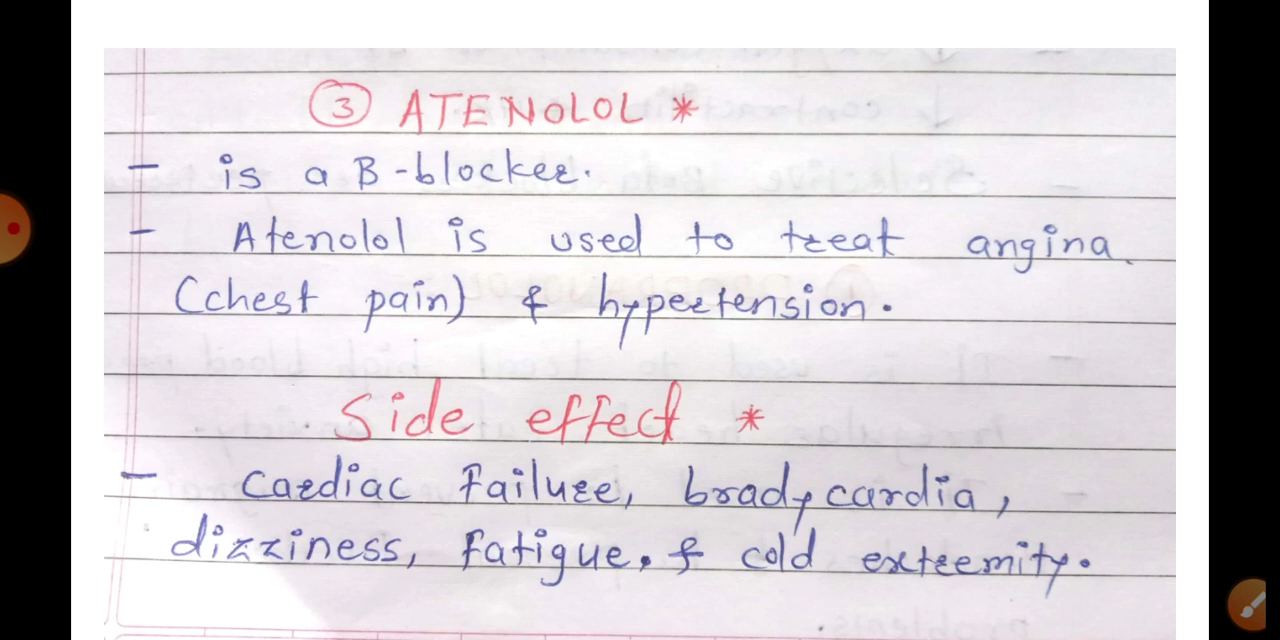 ③ ATENOLOL *
- is a B-blocker.
- Atenolol is used to treat angina
(chest pain) & hypertension.
Side effect *
- Cardiac Failure, bradycardia,
dizziness, Fatigue, & cold extremity.